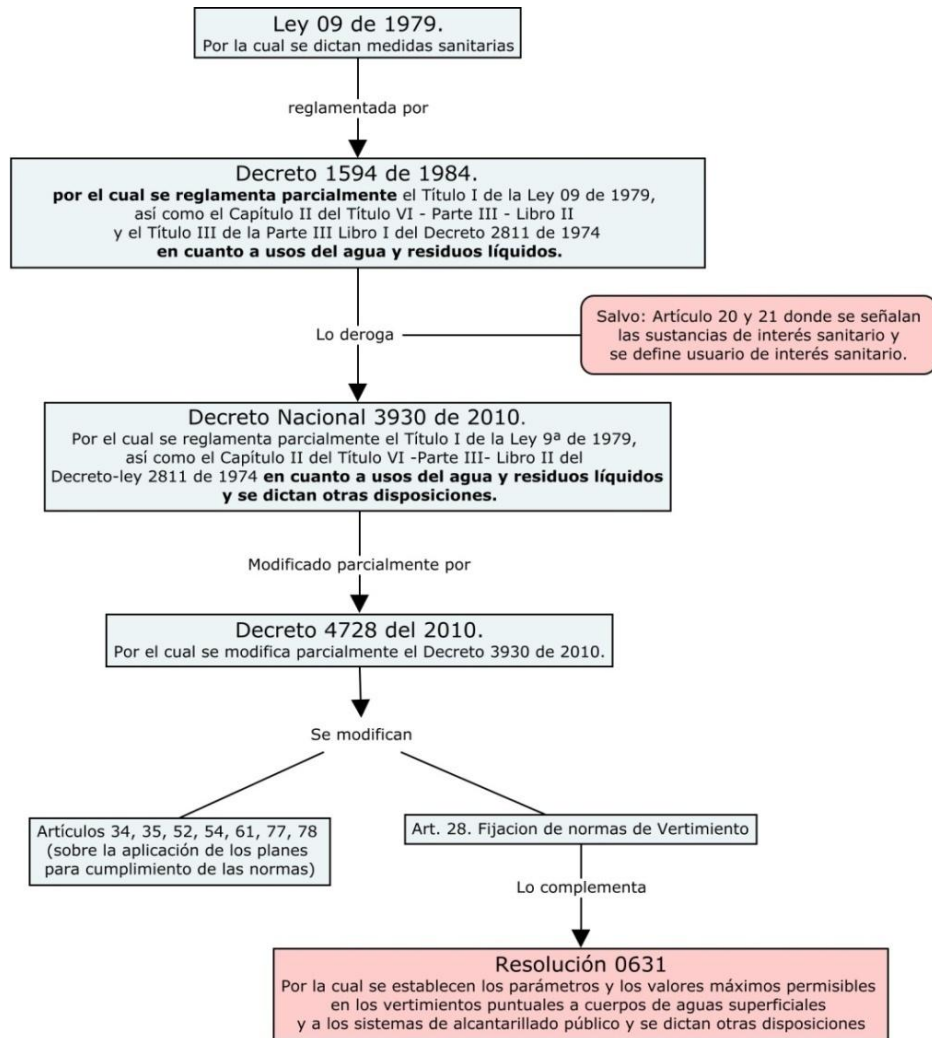 Ley 09 de 1979.
Por la cual se dictan medidas sanitarias
reglamentada por
Decreto 1594 de 1984.
por el cual se reglamenta parcialmente el Título I de la Ley 09 de 1979,
así como el Capítulo II del Título VI - Parte III - Libro II
y el Título III de la Parte III Libro I del Decreto 2811 de 1974
en cuanto a usos del agua y residuos líquidos.
Lo deroga
Salvo: Artículo 20 y 21 donde se señalan
las sustancias de interés sanitario y
se define usuario de interés sanitario.
Decreto Nacional 3930 de 2010.
Por el cual se reglamenta parcialmente el Título I de la Ley 9ª de 1979,
así como el Capítulo II del Título VI -Parte III- Libro II del
Decreto-ley 2811 de 1974 en cuanto a usos del agua y residuos líquidos
y se dictan otras disposiciones.
Modificado parcialmente por
Decreto 4728 del 2010.
Por el cual se modifica parcialmente el Decreto 3930 de 2010.
Se modifican
Artículos 34, 35, 52, 54, 61, 77, 78
(sobre la aplicación de los planes
para cumplimiento de las normas)
Art. 28. Fijacion de normas de Vertimiento
Lo complementa
Resolución 0631
Por la cual se establecen los parámetros y los valores máximos permisibles
en los vertimientos puntuales a cuerpos de aguas superficiales
y a los sistemas de alcantarillado público y se dictan otras disposiciones